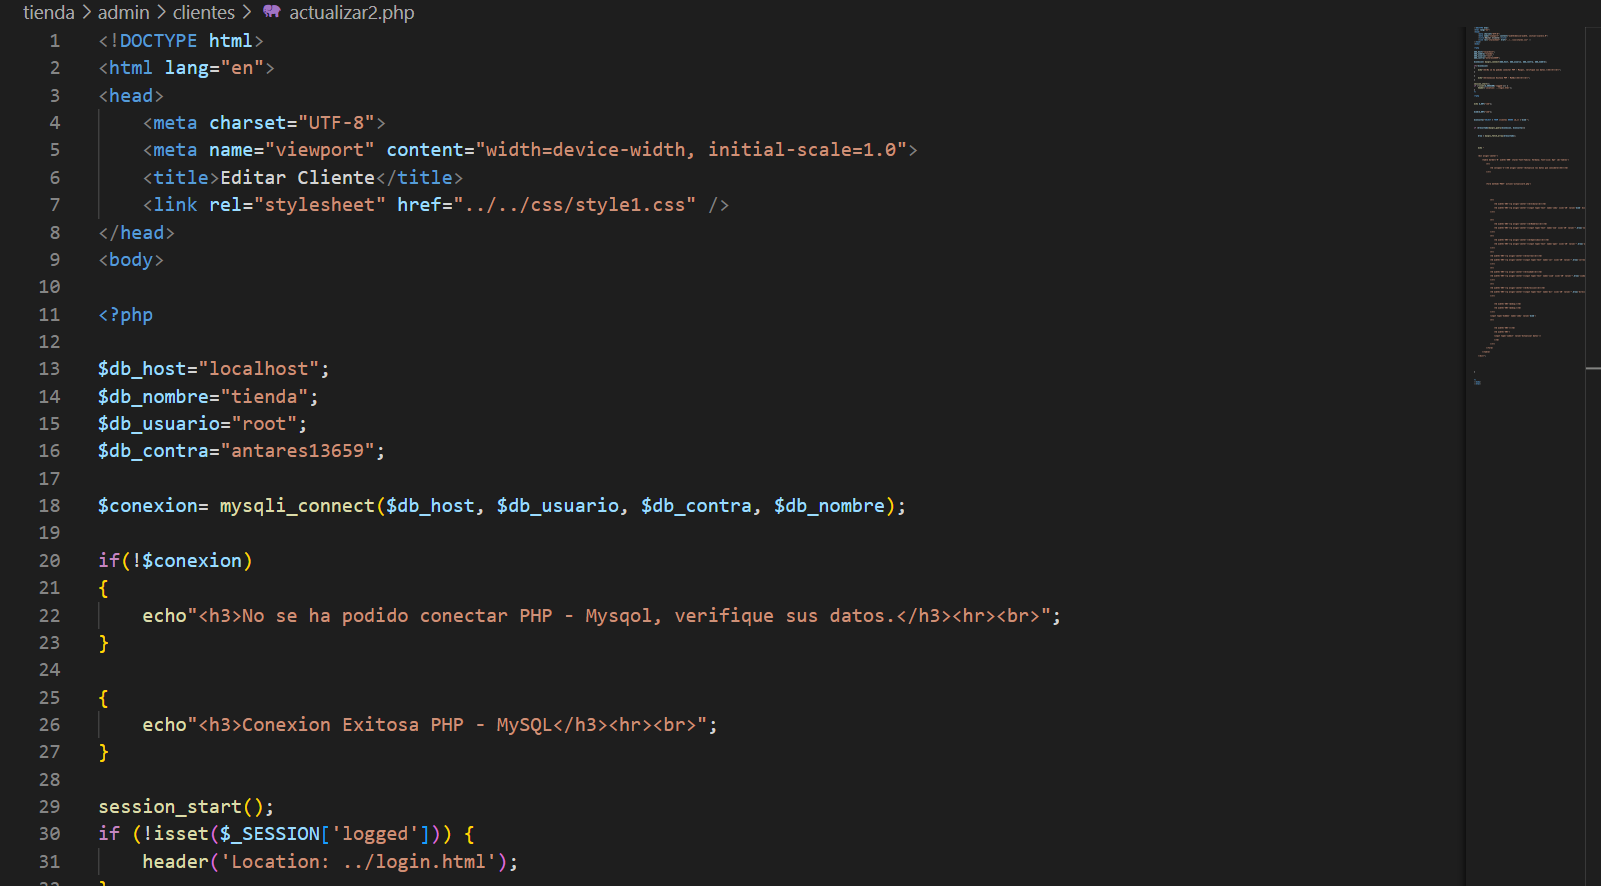 tienda > admin > clientes > actualizar2.php
1 <!DOCTYPE html>
2 <html lang="en">
3 <head>
4     <meta charset="UTF-8">
5     <meta name="viewport" content="width=device-width, initial-scale=1.0">
6     <title>Editar Cliente</title>
7     <link rel="stylesheet" href="../../css/style1.css" />
8 </head>
9 <body>
10
11 <?php
12
13 $db_host="localhost";
14 $db_nombre="tienda";
15 $db_usuario="root";
16 $db_contra="antares13659";
17
18 $conexion= mysqli_connect($db_host, $db_usuario, $db_contra, $db_nombre);
19
20 if(!$conexion)
21 {
22     echo"<h3>No se ha podido conectar PHP - Mysqol, verifique sus datos.</h3><hr><br>";
23 }
24
25 {
26     echo"<h3>Conexion Exitosa PHP - MySQL</h3><hr><br>";
27 }
28
29 session_start();
30 if (!isset($_SESSION['logged'])) {
31     header('Location: ../login.html');